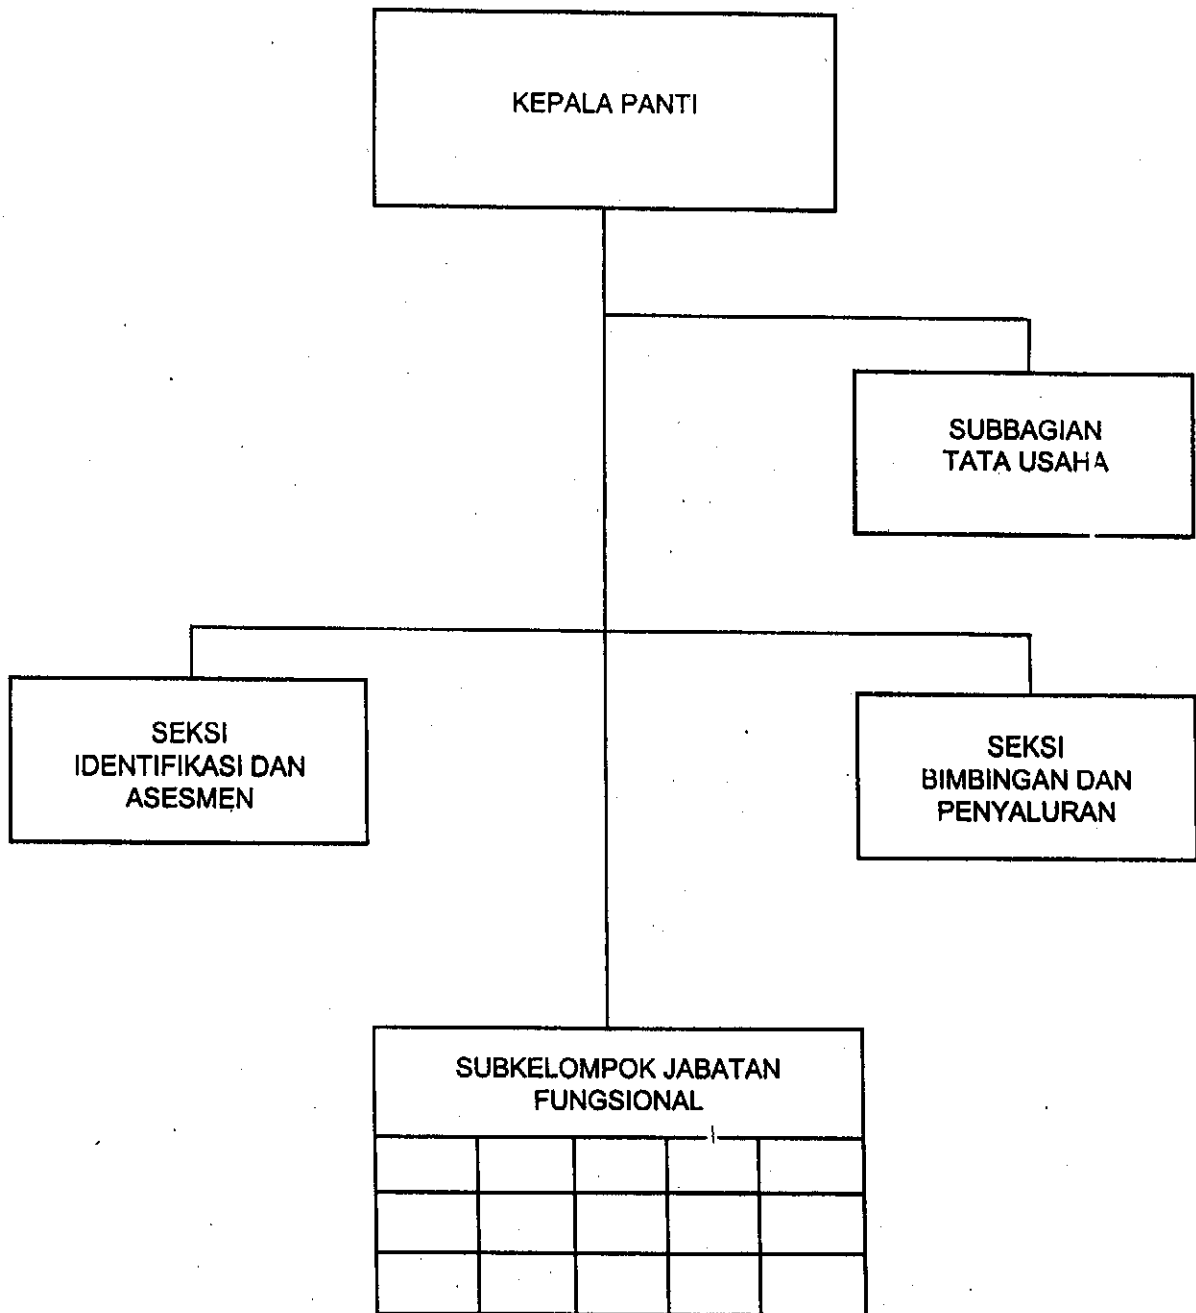 KEPALA PANTI
SUBBAGIAN
TATA USAHA
SEKSI
IDENTIFIKASI DAN
ASESMEN
SEKSI
BIMBINGAN DAN
PENYALURAN
SUBKELOMPOK JABATAN
FUNGSIONAL